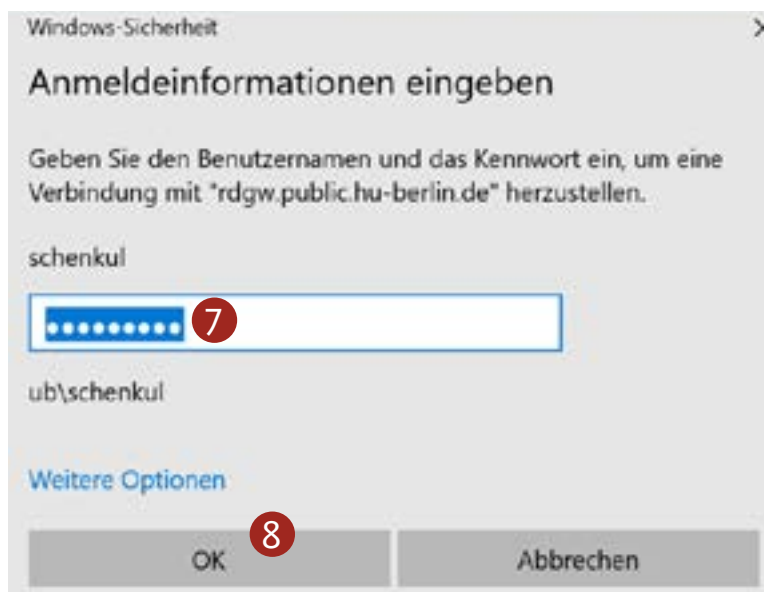 Windows-Sicherheit
Anmeldeinformationen eingeben
Geben Sie den Benutzernamen und das Kennwort ein, um eine
Verbindung mit "rdgw.public.hu-berlin.de" herzustellen.
schenkul
●●●●●●●●● 7
ub\schenkul
Weitere Optionen
8
OK Abbrechen